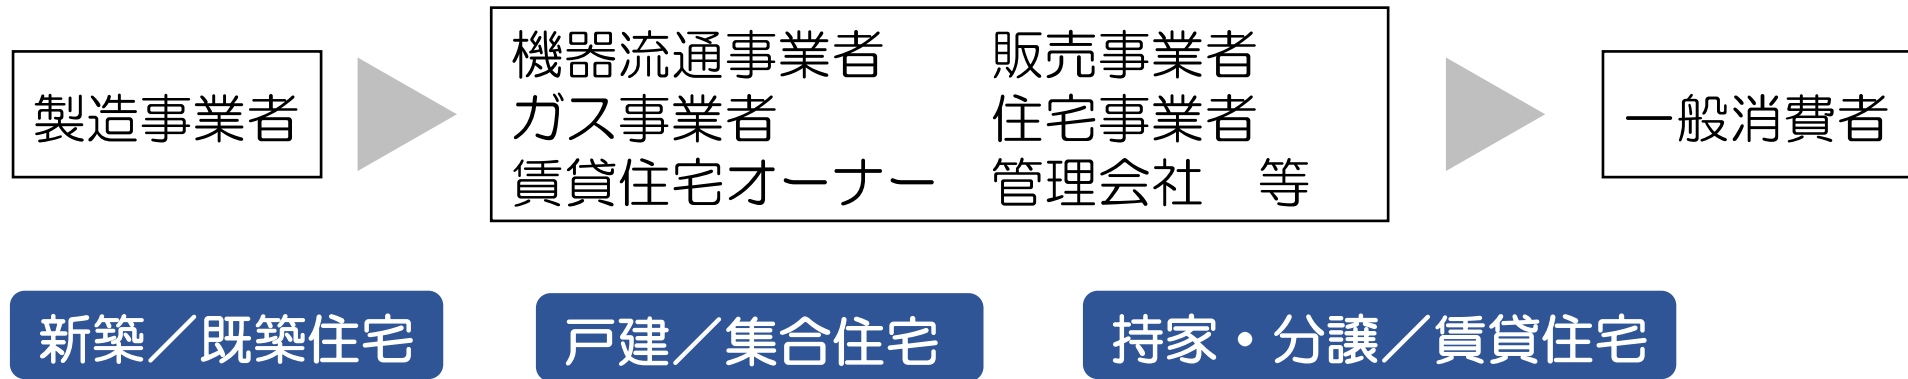 製造事業者
機器流通事業者　　販売事業者
ガス事業者　　　　住宅事業者
賃貸住宅オーナー　管理会社　等
一般消費者
新築／既築住宅
戸建／集合住宅
持家・分譲／賃貸住宅